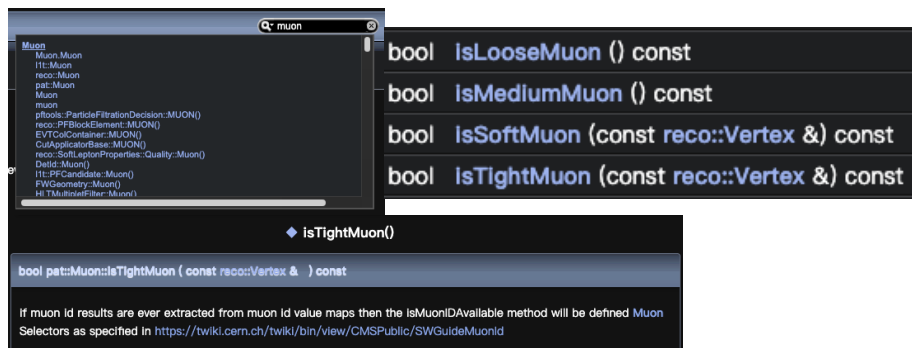 muon
Muon
Muon.Muon
l1t::Muon
reco::Muon
pat::Muon
Muon
muon
pftools::ParticleFiltrationDecision::MUON()
reco::PFBlockElement::MUON()
EVTColContainer::MUON()
CutApplicatorBase::MUON()
reco::SoftLeptonProperties::Quality::Muon()
DetId::Muon()
l1t::PFCandidate::Muon()
FWGeometry::Muon()
HLTMultipletFilter::Muon()
bool isLooseMuon () const
bool isMediumMuon () const
bool isSoftMuon (const reco::Vertex &) const
bool isTightMuon (const reco::Vertex &) const
◆ isTightMuon()
bool pat::Muon::isTightMuon ( const reco::Vertex & ) const
If muon id results are ever extracted from muon id value maps then the isMuonIDAvailable method will be defined Muon
Selectors as specified in https://twiki.cern.ch/twiki/bin/view/CMSPublic/SWGuideMuonId